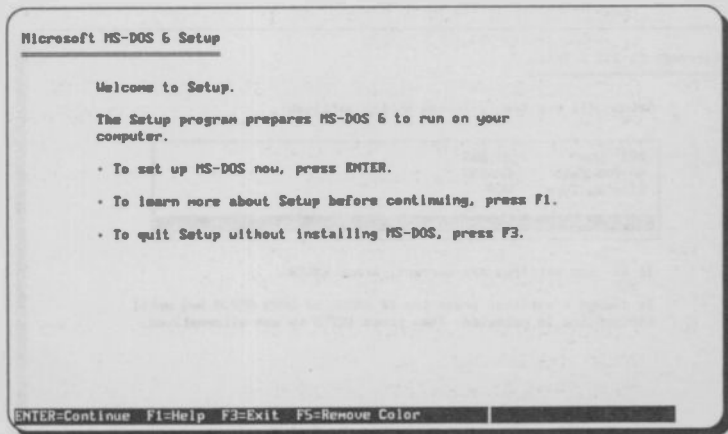 Microsoft MS-DOS 6 Setup
Welcome to Setup.
The Setup program prepares MS-DOS 6 to run on your
computer.
• To set up MS-DOS now, press ENTER.
• To learn more about Setup before continuing, press F1.
• To quit Setup without installing MS-DOS, press F3.
ENTER=Continue F1=Help F3=Exit F5=Remove Color